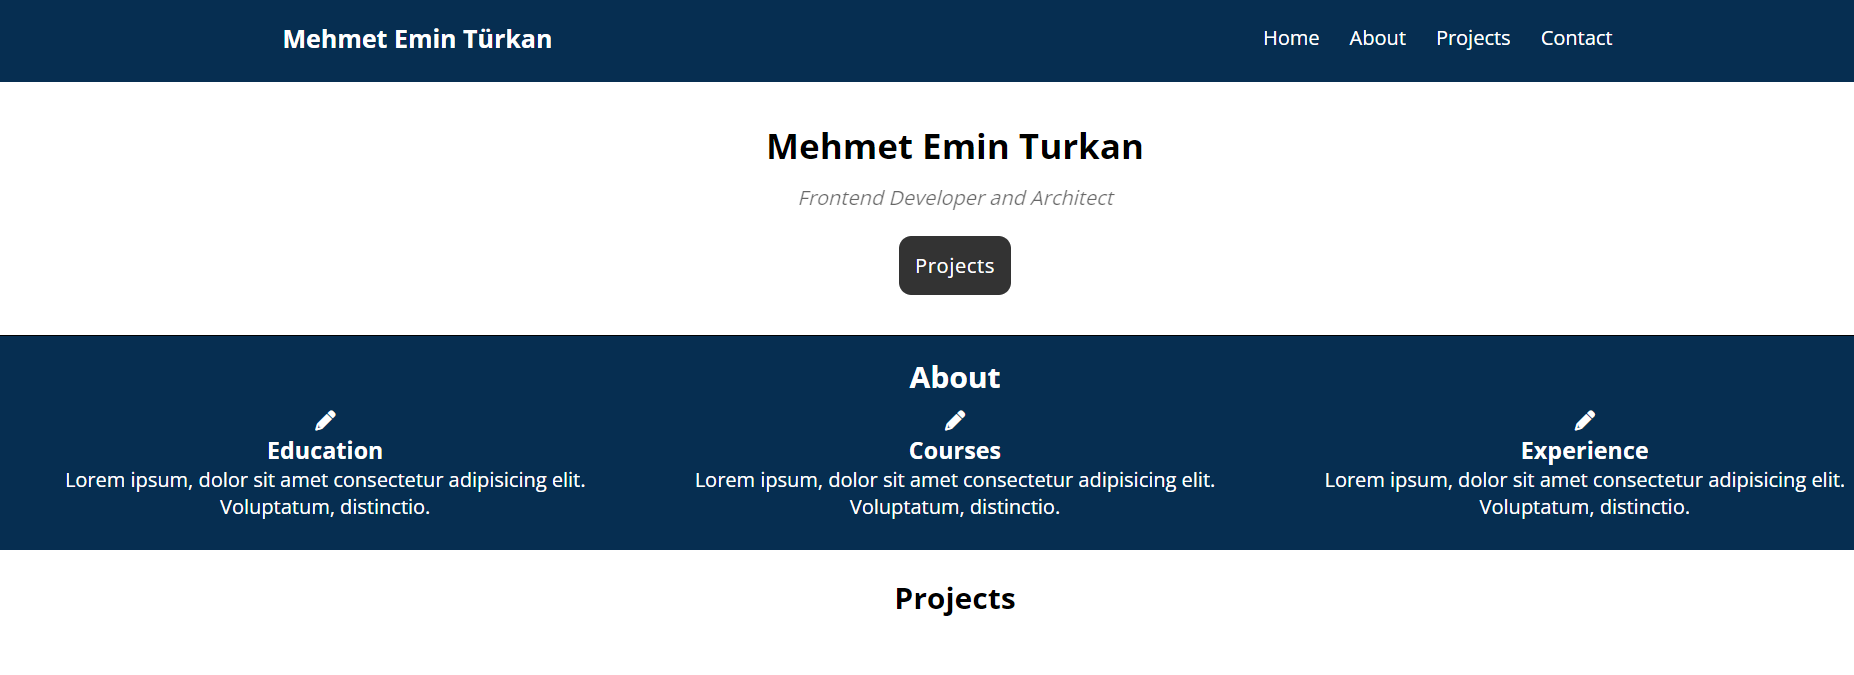 Mehmet Emin Türkan
Home About Projects Contact
Mehmet Emin Turkan
Frontend Developer and Architect
Projects
About
Education
Lorem ipsum, dolor sit amet consectetur adipisicing elit.
Voluptatum, distinctio.
Courses
Lorem ipsum, dolor sit amet consectetur adipisicing elit.
Voluptatum, distinctio.
Experience
Lorem ipsum, dolor sit amet consectetur adipisicing elit.
Voluptatum, distinctio.
Projects